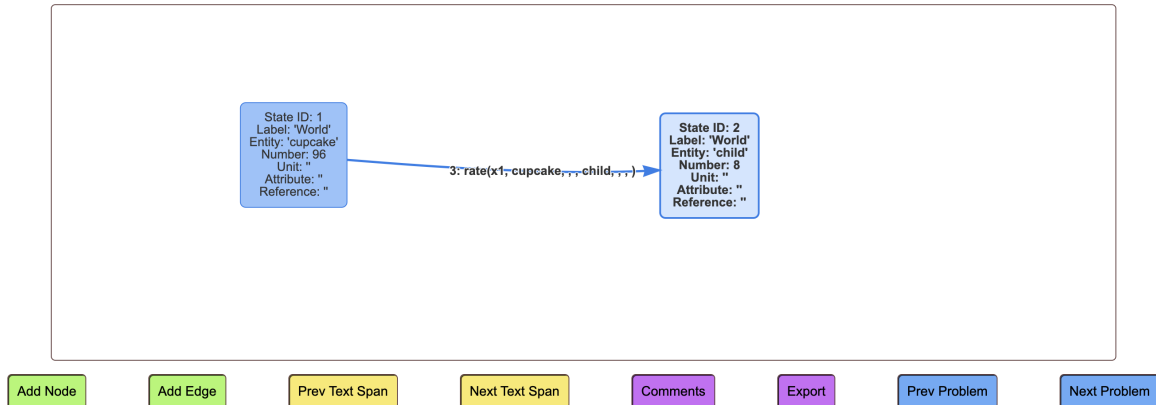 State ID: 1
Label: 'World'
Entity: 'cupcake'
Number: 96
Unit: ''
Attribute: ''
Reference: ''
3: rate(x1, cupcake, , , child, , , )
State ID: 2
Label: 'World'
Entity: 'child'
Number: 8
Unit: ''
Attribute: ''
Reference: ''
Add Node
Add Edge
Prev Text Span
Next Text Span
Comments
Export
Prev Problem
Next Problem